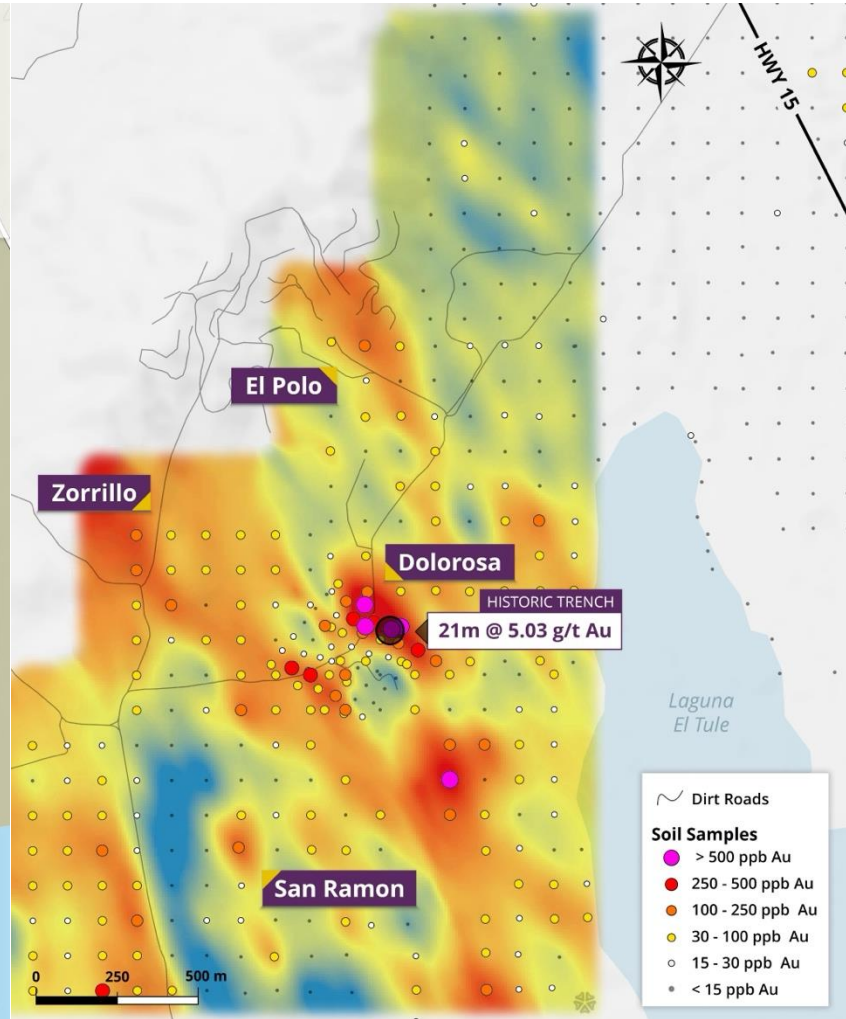 HWY 15
El Polo
Zorrillo
Dolorosa
HISTORIC TRENCH
21m @ 5.03 g/t Au
Laguna
El Tule
San Ramon
Dirt Roads
Soil Samples
> 500 ppb Au
250 - 500 ppb Au
100 - 250 ppb Au
30 - 100 ppb Au
15 - 30 ppb Au
< 15 ppb Au
0 250 500 m